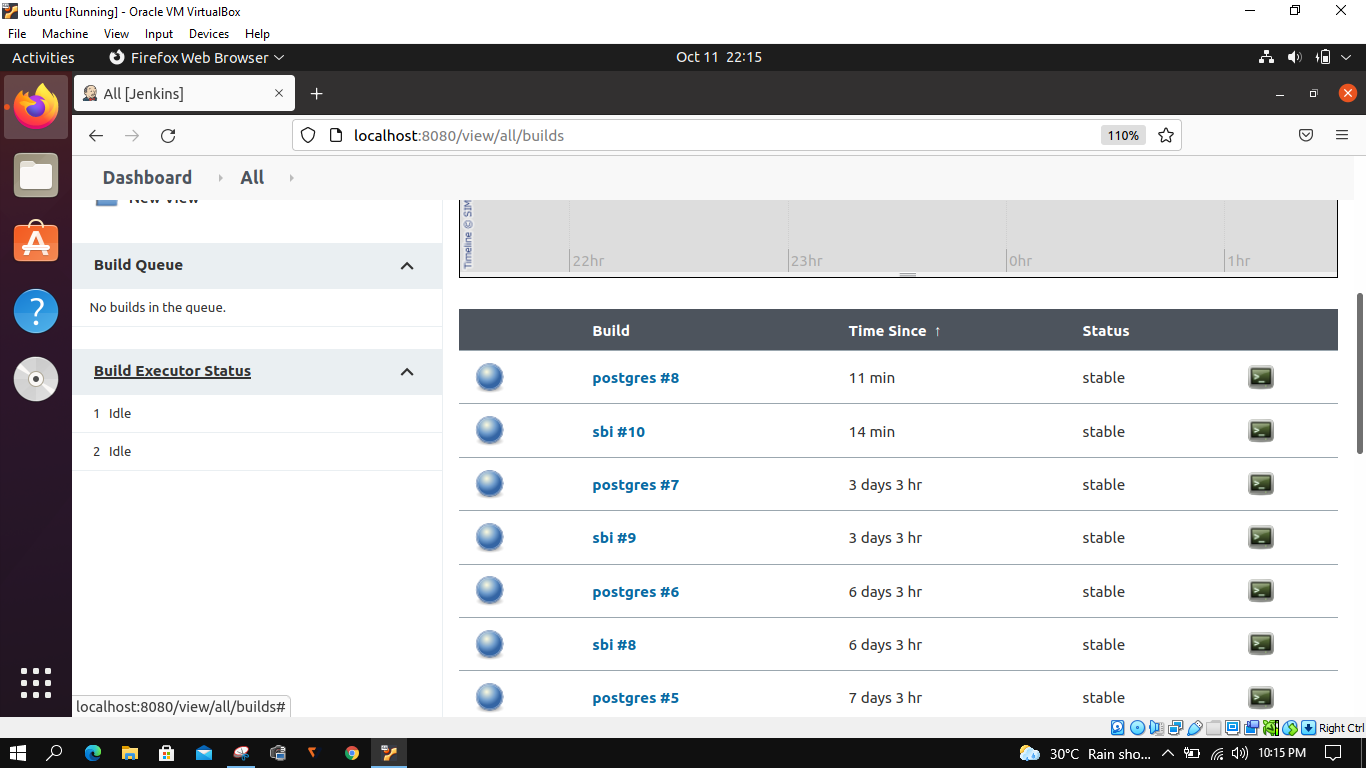 ubuntu [Running] - Oracle VM VirtualBox
File Machine View Input Devices Help
Activities Firefox Web Browser Oct 11 22:15
All [Jenkins]
localhost:8080/view/all/builds 110%
Dashboard All
New View
Timeline © SIM
22hr 23hr 0hr 1hr
Build Queue
No builds in the queue.
Build Executor Status
1 Idle
2 Idle
Build Time Since ↑ Status
postgres #8 11 min stable
sbi #10 14 min stable
postgres #7 3 days 3 hr stable
sbi #9 3 days 3 hr stable
postgres #6 6 days 3 hr stable
sbi #8 6 days 3 hr stable
postgres #5 7 days 3 hr stable
localhost:8080/view/all/builds#
Right Ctrl
30°C Rain sho... 10:15 PM